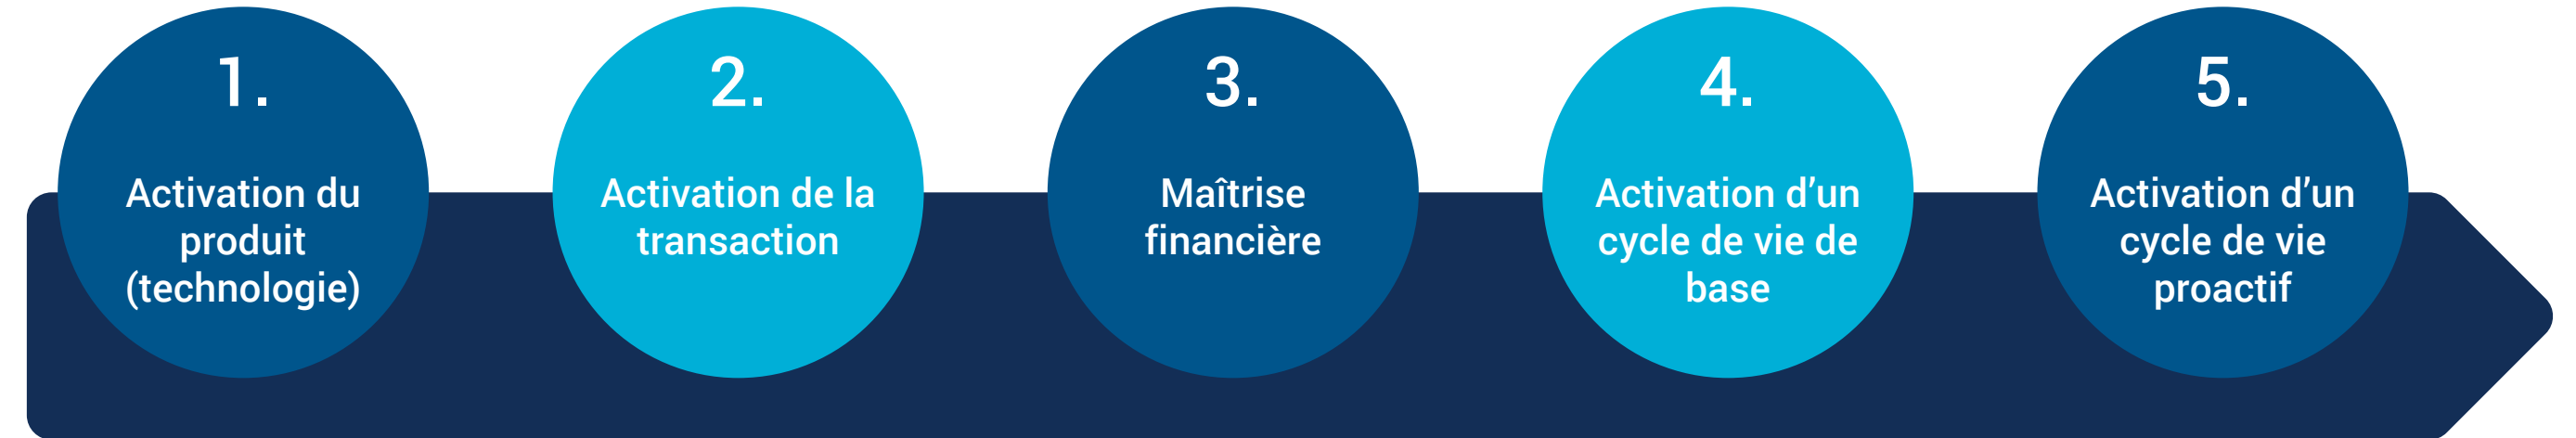 1.
Activation du
produit
(technologie)
2.
Activation de la
transaction
3.
Maîtrise
financière
4.
Activation d’un
cycle de vie de
base
5.
Activation d’un
cycle de vie
proactif